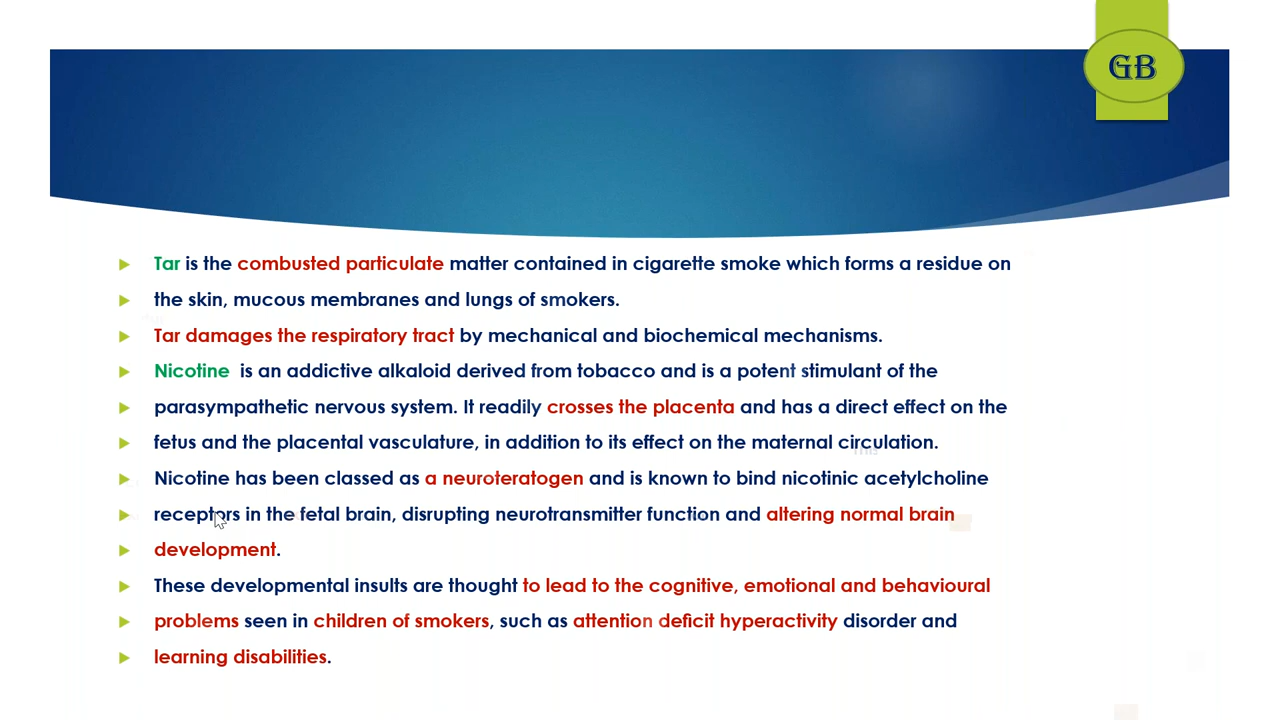 GB
Tar is the combusted particulate matter contained in cigarette smoke which forms a residue on
the skin, mucous membranes and lungs of smokers.
Tar damages the respiratory tract by mechanical and biochemical mechanisms.
Nicotine is an addictive alkaloid derived from tobacco and is a potent stimulant of the
parasympathetic nervous system. It readily crosses the placenta and has a direct effect on the
fetus and the placental vasculature, in addition to its effect on the maternal circulation.
Nicotine has been classed as a neuroteratogen and is known to bind nicotinic acetylcholine
receptors in the fetal brain, disrupting neurotransmitter function and altering normal brain
development.
These developmental insults are thought to lead to the cognitive, emotional and behavioural
problems seen in children of smokers, such as attention deficit hyperactivity disorder and
learning disabilities.